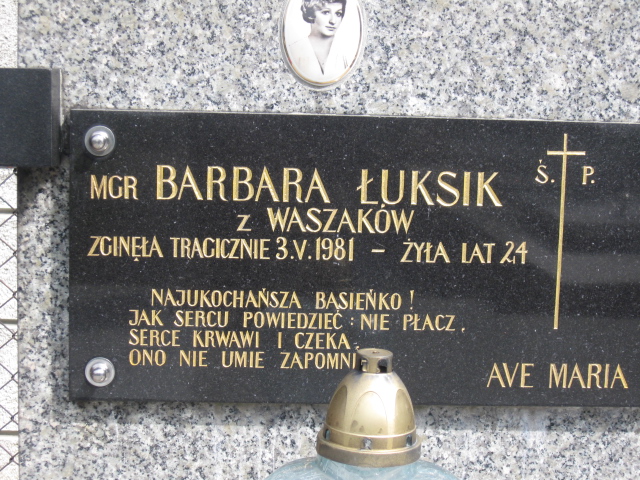 MGR BARBARA ŁUKSIK
Z WASZAKÓW
ZGINĘŁA TRAGICZNIE 3.V.1981 – ŻYŁA LAT 24
Ś. P.
NAJUKOCHAŃSZA BASIEŃKO !
JAK SERCU POWIEDZIEĆ : NIE PŁACZ.
SERCE KRWAWI I CZEKA.
ONO NIE UMIE
AVE MARIA